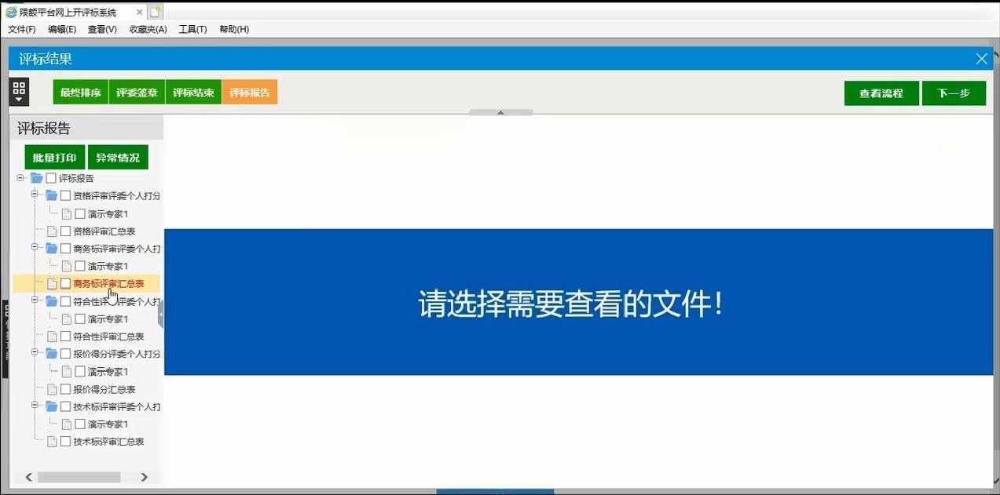 限额平台网上开评标系统
文件(F) 编辑(E) 查看(V) 收藏夹(A) 工具(T) 帮助(H)
评标结果
最终排序 评委签章 评标结束 评标报告 查看流程 下一步
评标报告
批量打印 异常情况
评标报告
资格评审评委个人打分
演示专家1
资格评审汇总表
商务标评审评委个人打
演示专家1
商务标评审汇总表
符合性评评委个人打
演示专家1
符合性评审汇总表
报价得分评委个人打分
演示专家1
报价得分汇总表
技术标评审评委个人打
演示专家1
技术标评审汇总表
请选择需要查看的文件!